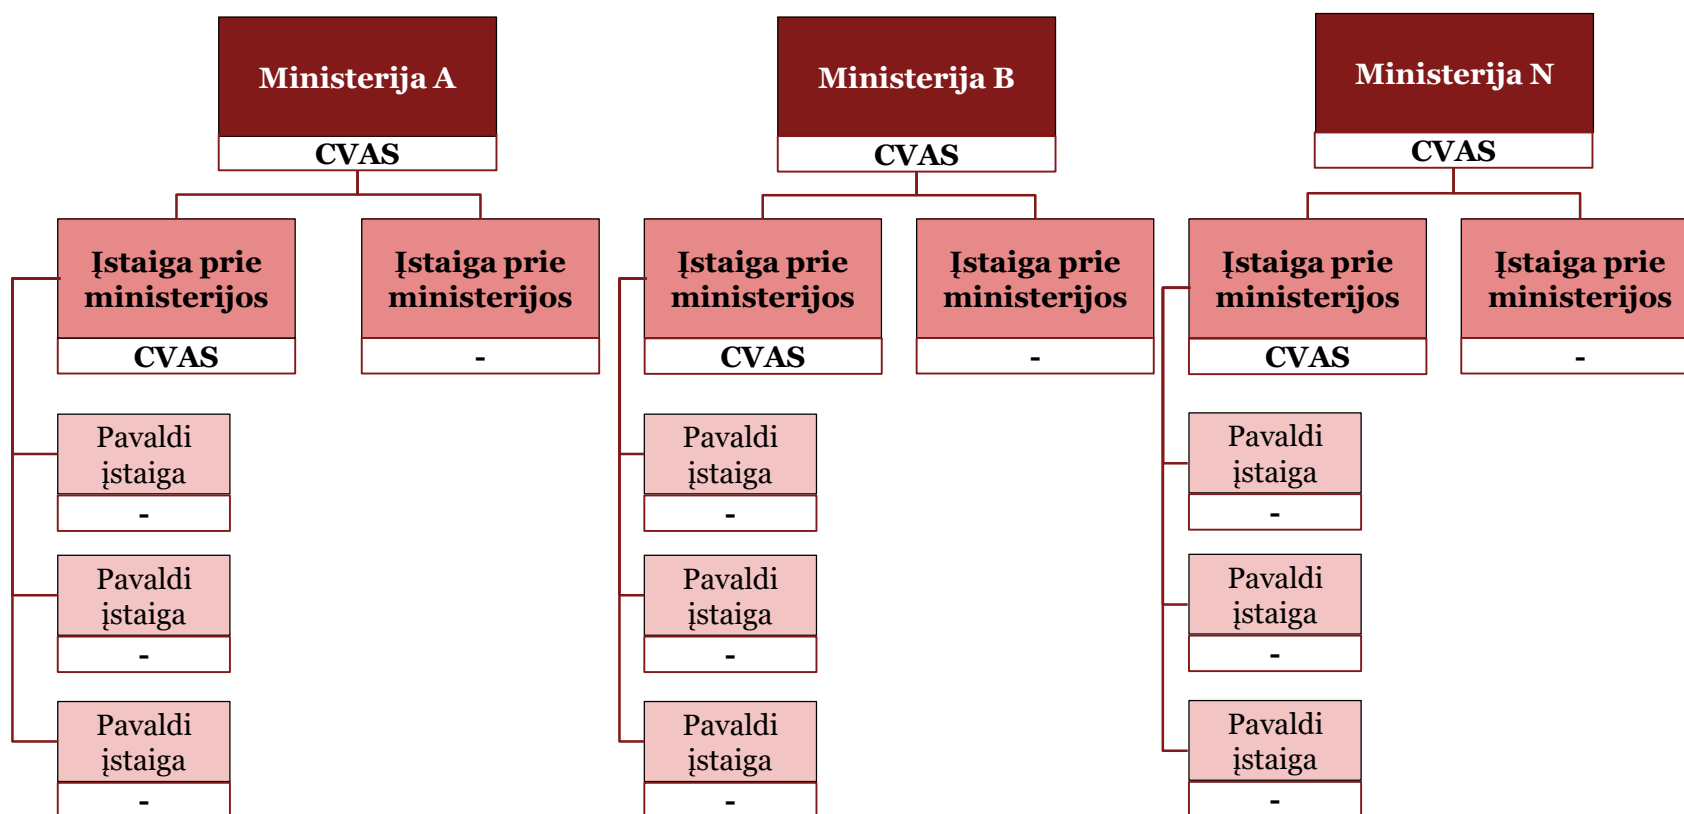 Ministerija A
CVAS
Įstaiga prie
ministerijos
CVAS
Įstaiga prie
ministerijos
-
Pavaldi
įstaiga
-
Pavaldi
įstaiga
-
Pavaldi
įstaiga
-
Ministerija B
CVAS
Įstaiga prie
ministerijos
CVAS
Įstaiga prie
ministerijos
-
Pavaldi
įstaiga
-
Pavaldi
įstaiga
-
Pavaldi
įstaiga
-
Ministerija N
CVAS
Įstaiga prie
ministerijos
CVAS
Įstaiga prie
ministerijos
-
Pavaldi
įstaiga
-
Pavaldi
įstaiga
-
Pavaldi
įstaiga
-